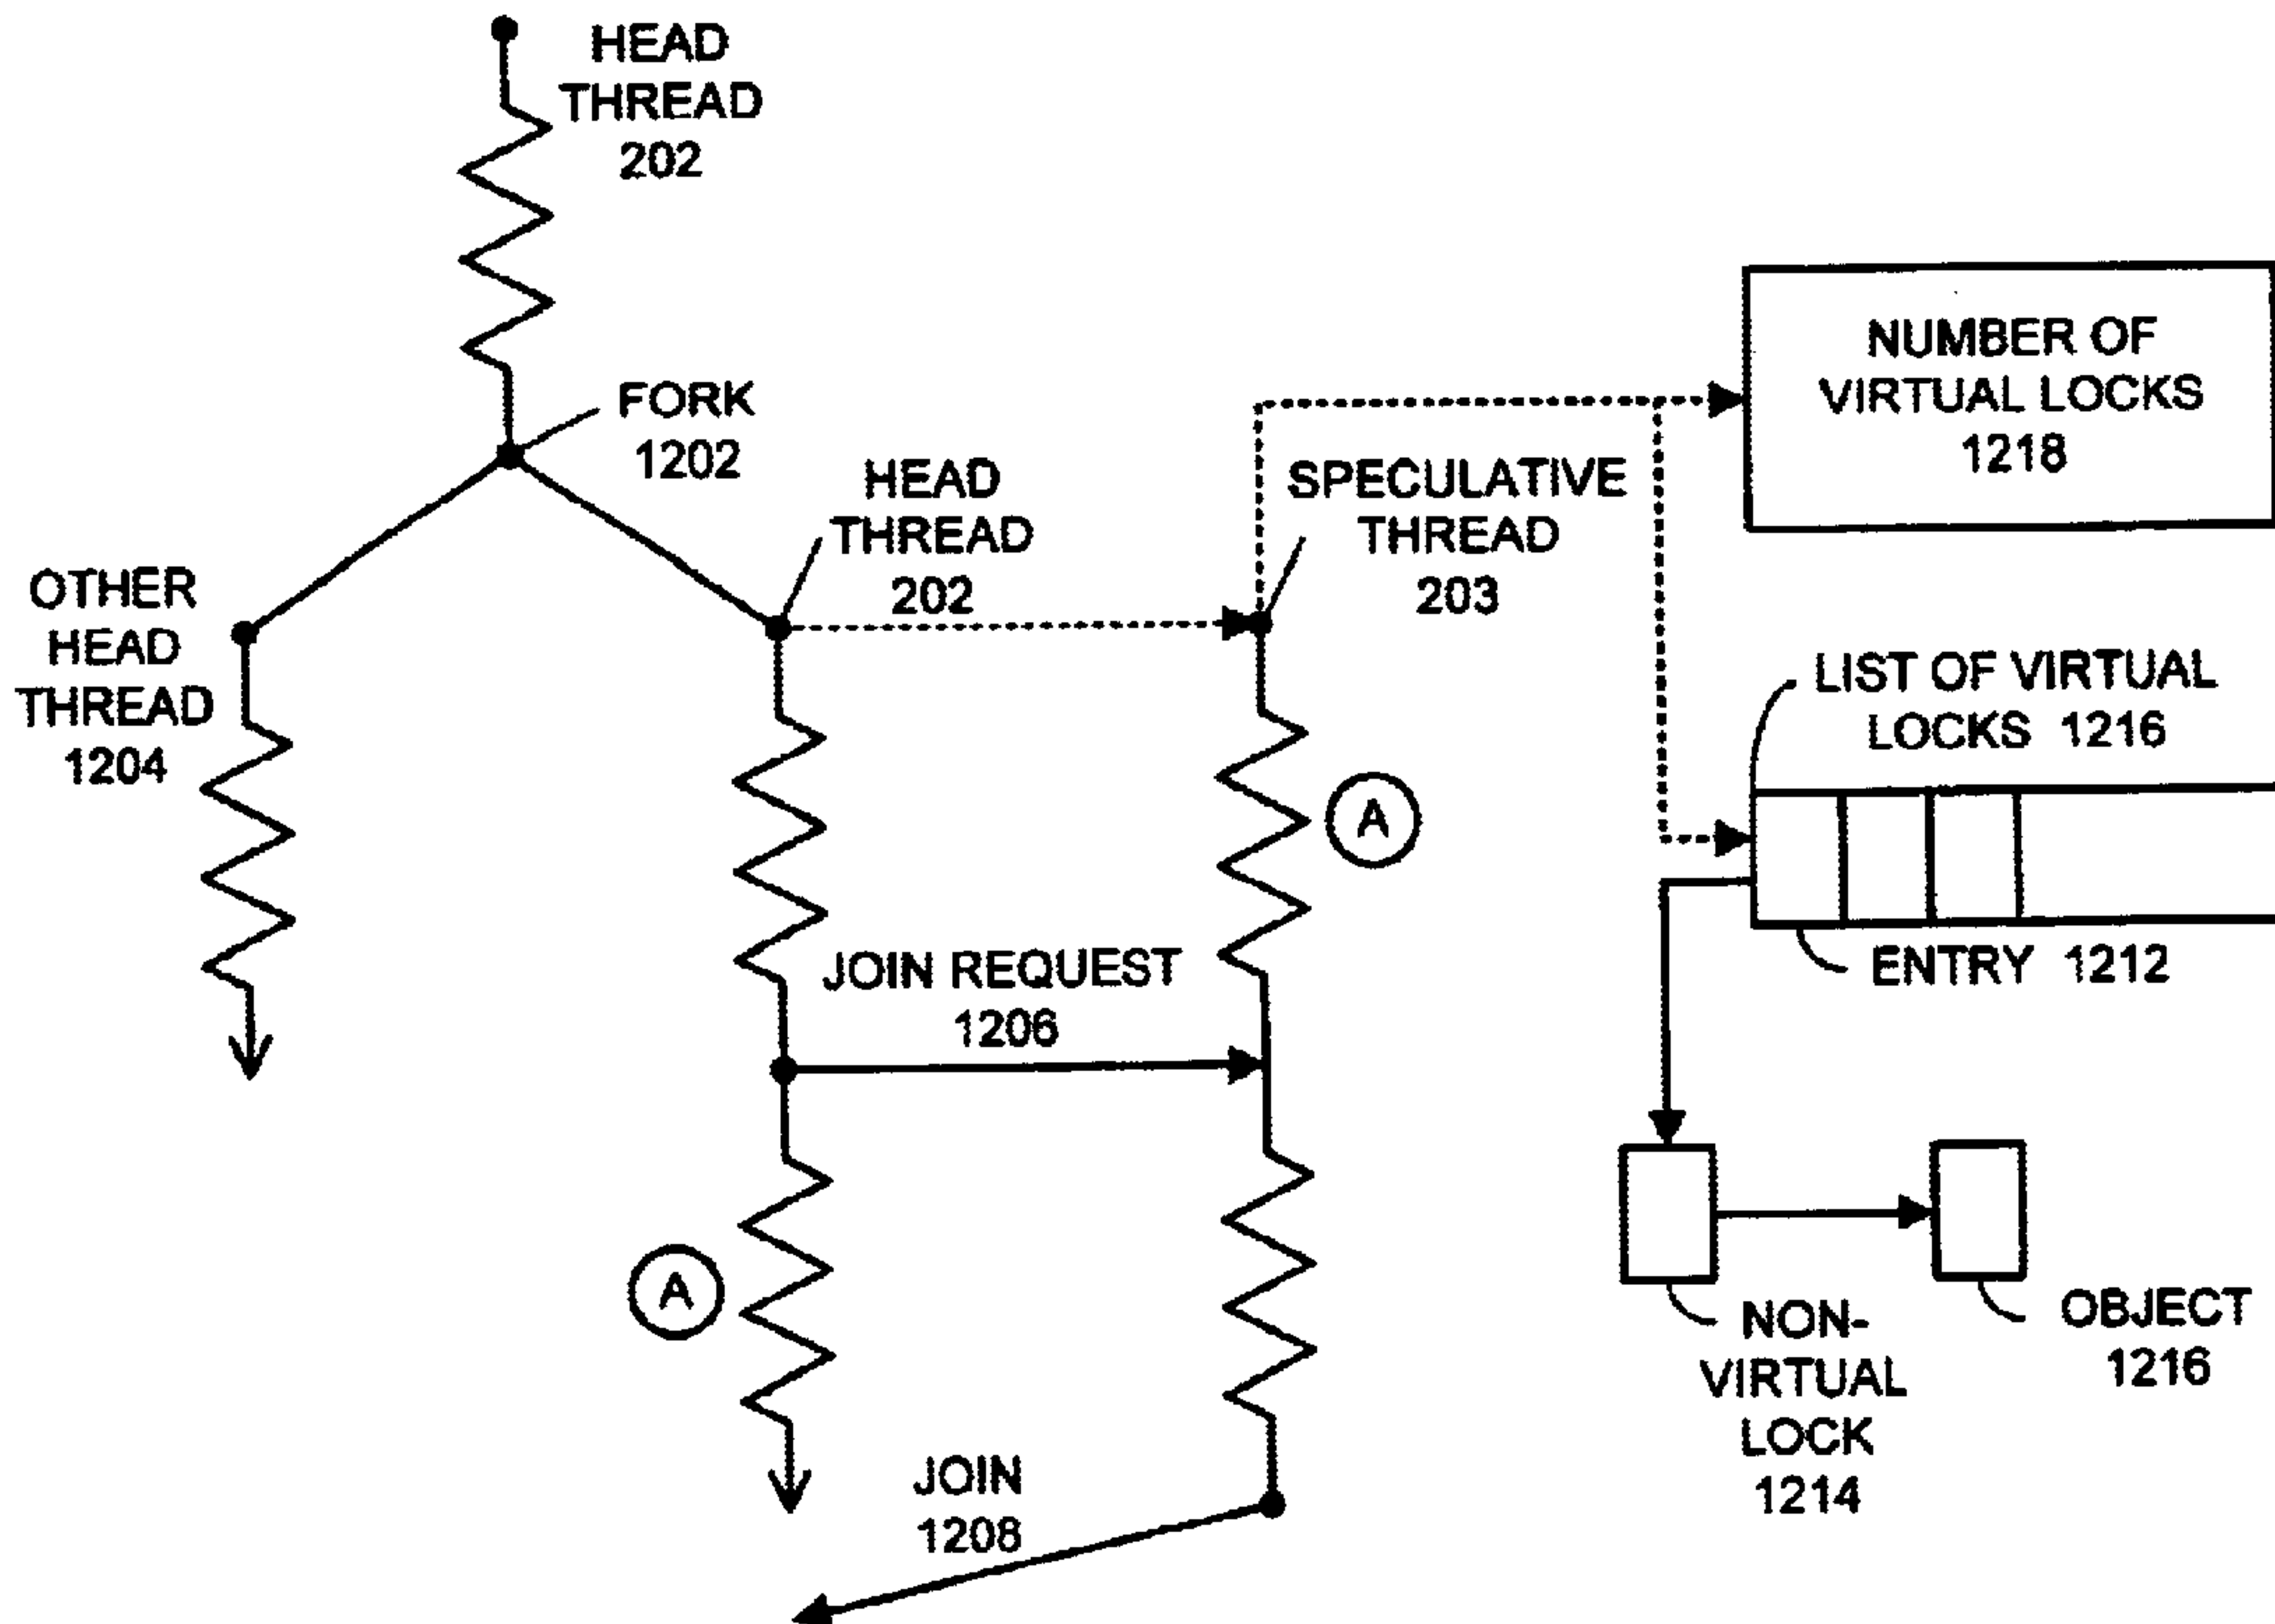 HEAD
THREAD
202
FORK
1202
HEAD
THREAD
202
SPECULATIVE
THREAD
203
NUMBER OF
VIRTUAL LOCKS
1218
OTHER
HEAD
THREAD
1204
LIST OF VIRTUAL
LOCKS 1216
A
ENTRY 1212
JOIN REQUEST
1206
A
NON-
VIRTUAL
LOCK
1214
OBJECT
1216
JOIN
1208